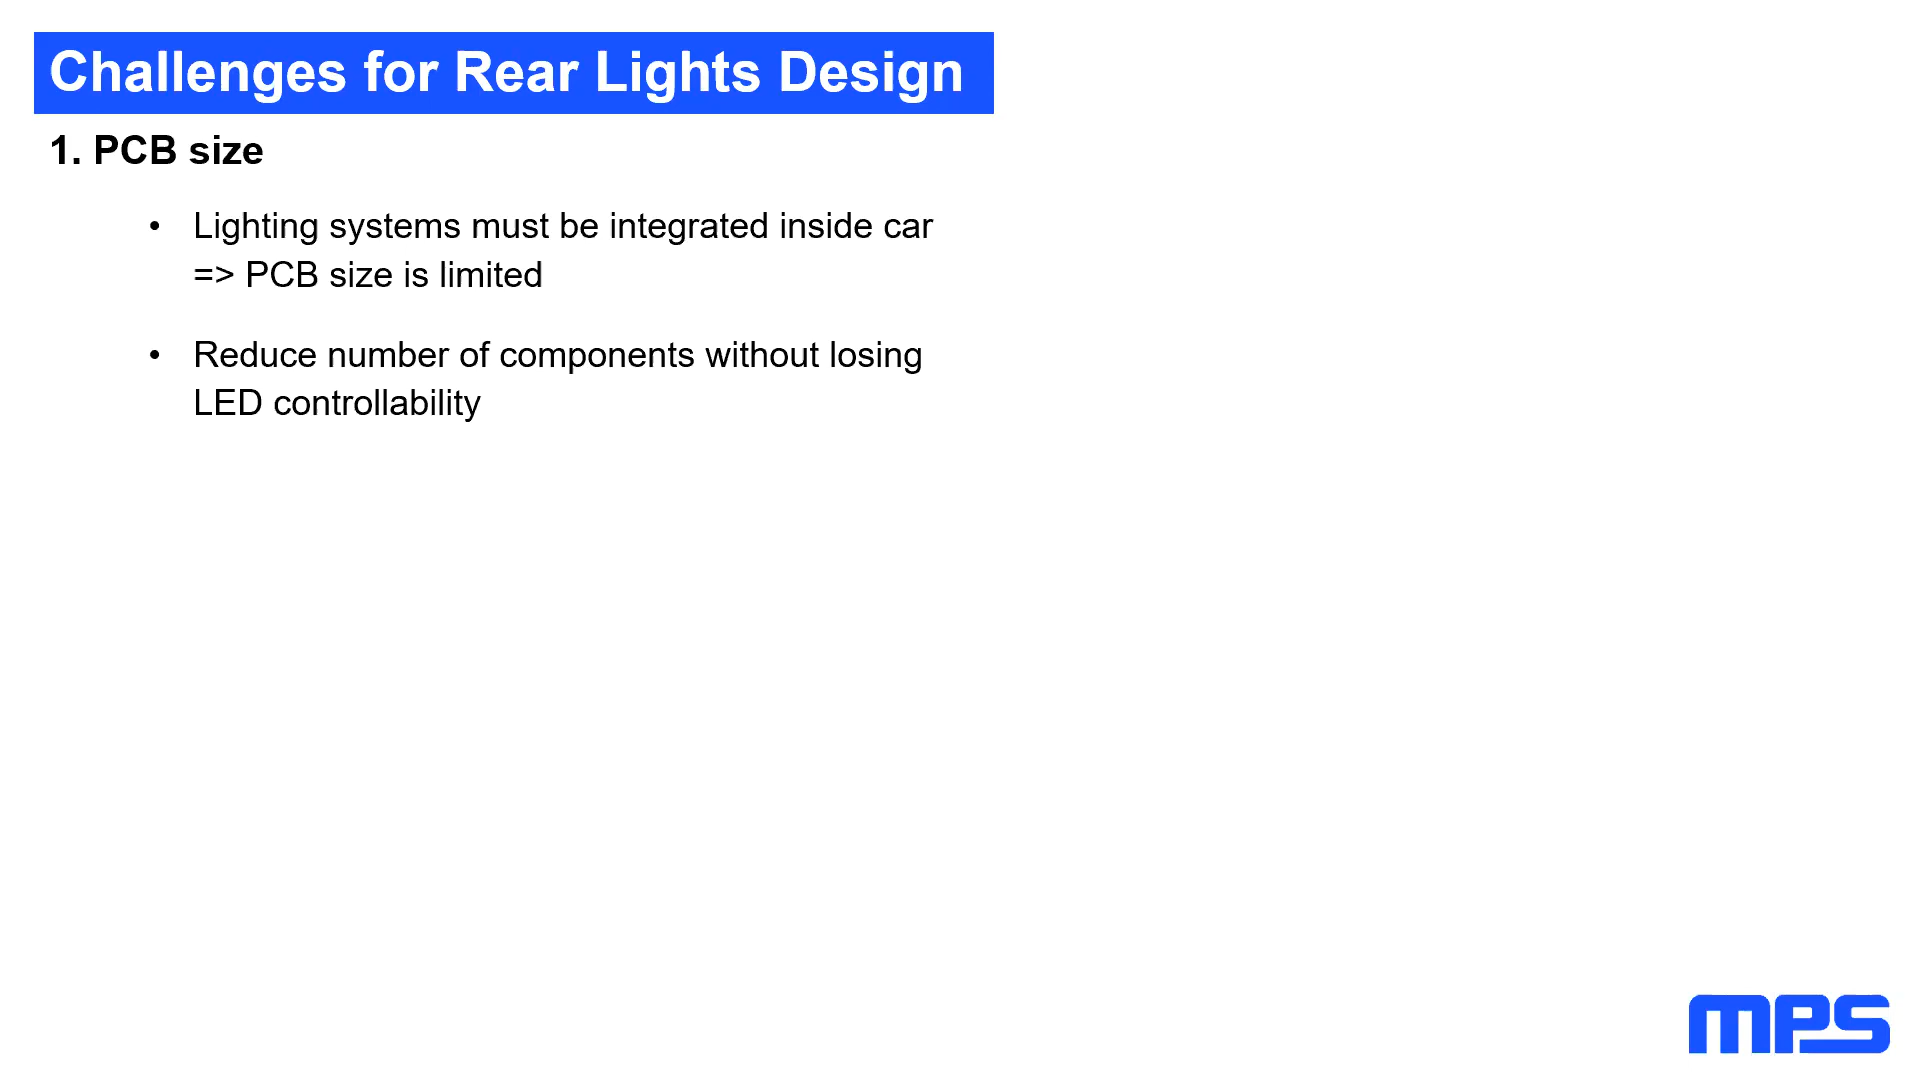 Challenges for Rear Lights Design
1. PCB size
• Lighting systems must be integrated inside car
=> PCB size is limited
• Reduce number of components without losing
LED controllability
mps